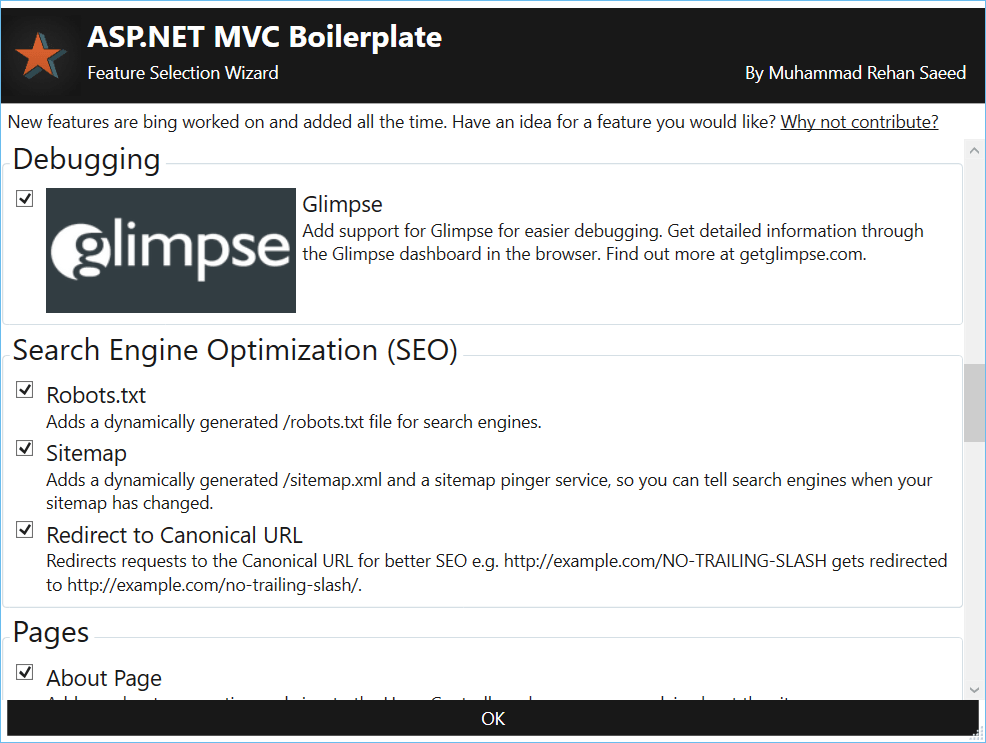 ASP.NET MVC Boilerplate
Feature Selection Wizard
By Muhammad Rehan Saeed
New features are bing worked on and added all the time. Have an idea for a feature you would like? Why not contribute?
Debugging
glimpse
Glimpse
Add support for Glimpse for easier debugging. Get detailed information through
the Glimpse dashboard in the browser. Find out more at getglimpse.com.
Search Engine Optimization (SEO)
Robots.txt
Adds a dynamically generated /robots.txt file for search engines.
Sitemap
Adds a dynamically generated /sitemap.xml and a sitemap pinger service, so you can tell search engines when your
sitemap has changed.
Redirect to Canonical URL
Redirects requests to the Canonical URL for better SEO e.g. http://example.com/NO-TRAILING-SLASH gets redirected
to http://example.com/no-trailing-slash/.
Pages
About Page
OK